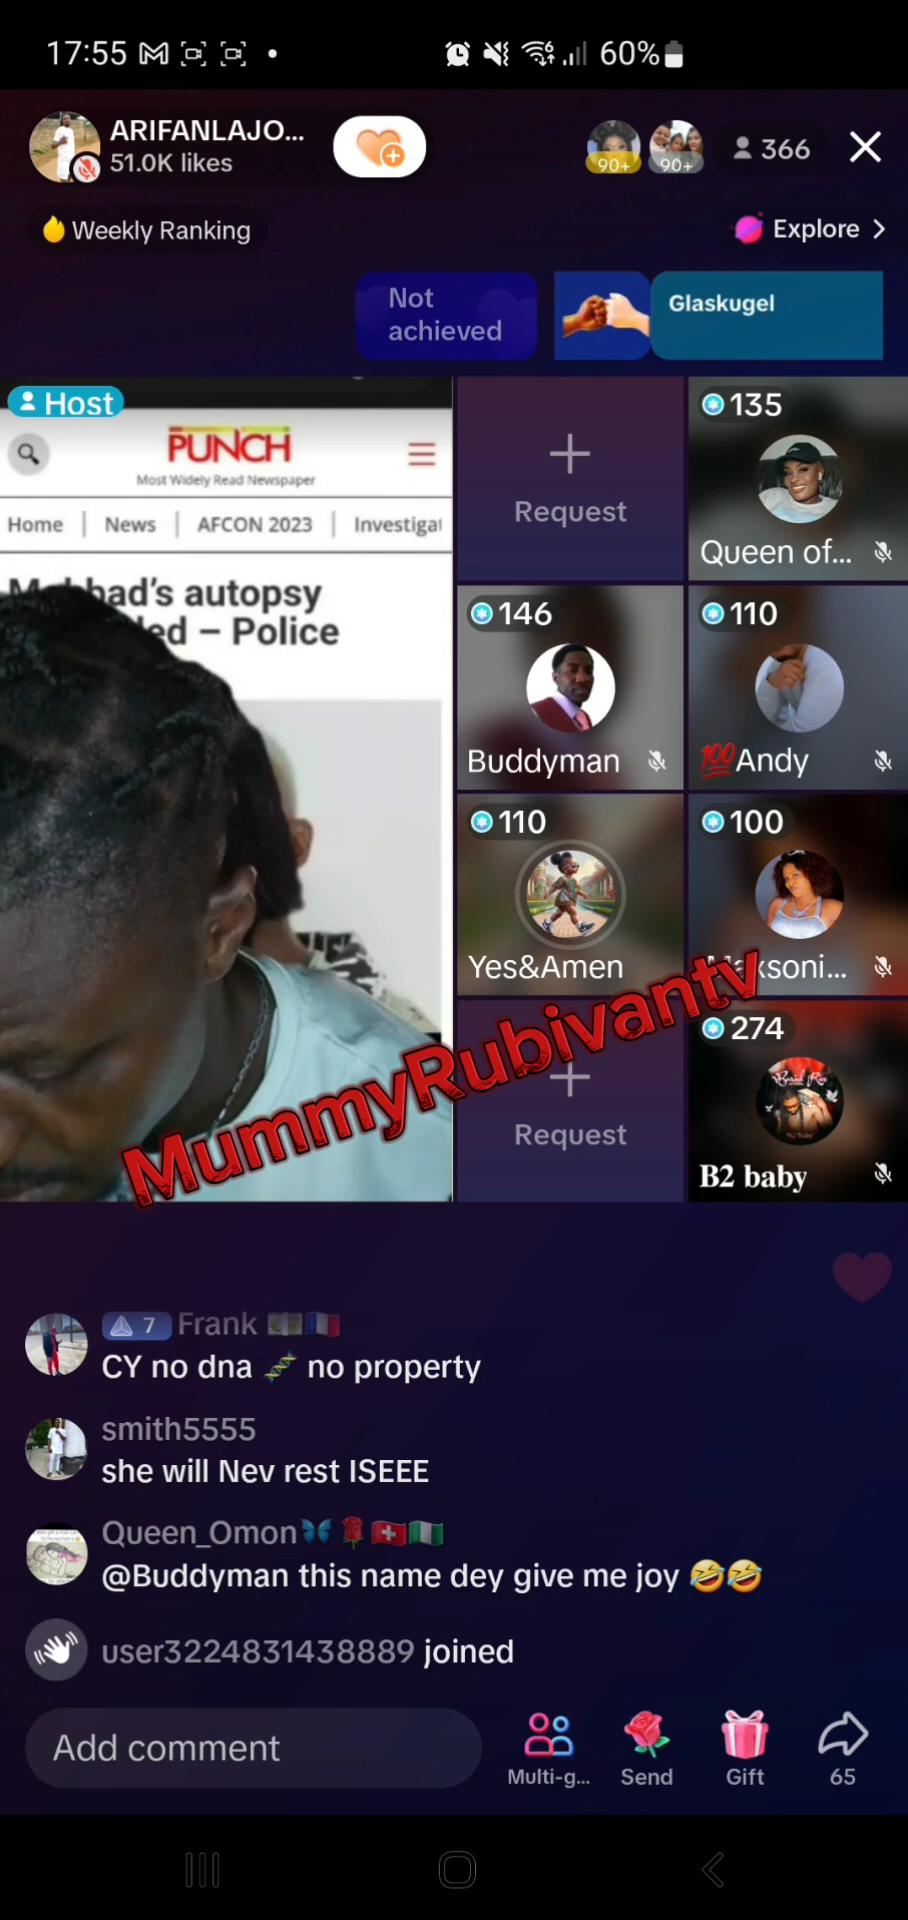 17:55
60%
ARIFANLAJO...
51.0K likes
90+
90+
366
Weekly Ranking
Explore >
Not
achieved
Glaskugel
Host
PUNCH
Most Widely Read Newspaper
Home | News | AFCON 2023 | Investigat
autopsy
– Police
Request
135
Queen of...
146
Buddyman
110
💯Andy
110
Yes&Amen
100
MummyRubivantv
Request
274
B2 baby
7 Frank
CY no dna 🧬 no property
smith5555
she will Nev rest ISEEE
Queen_Omon🦋🌹🇨🇭🇳🇬
@Buddyman this name dey give me joy 🤣🤣
user3224831438889 joined
Add comment
Multi-g...
Send
Gift
65